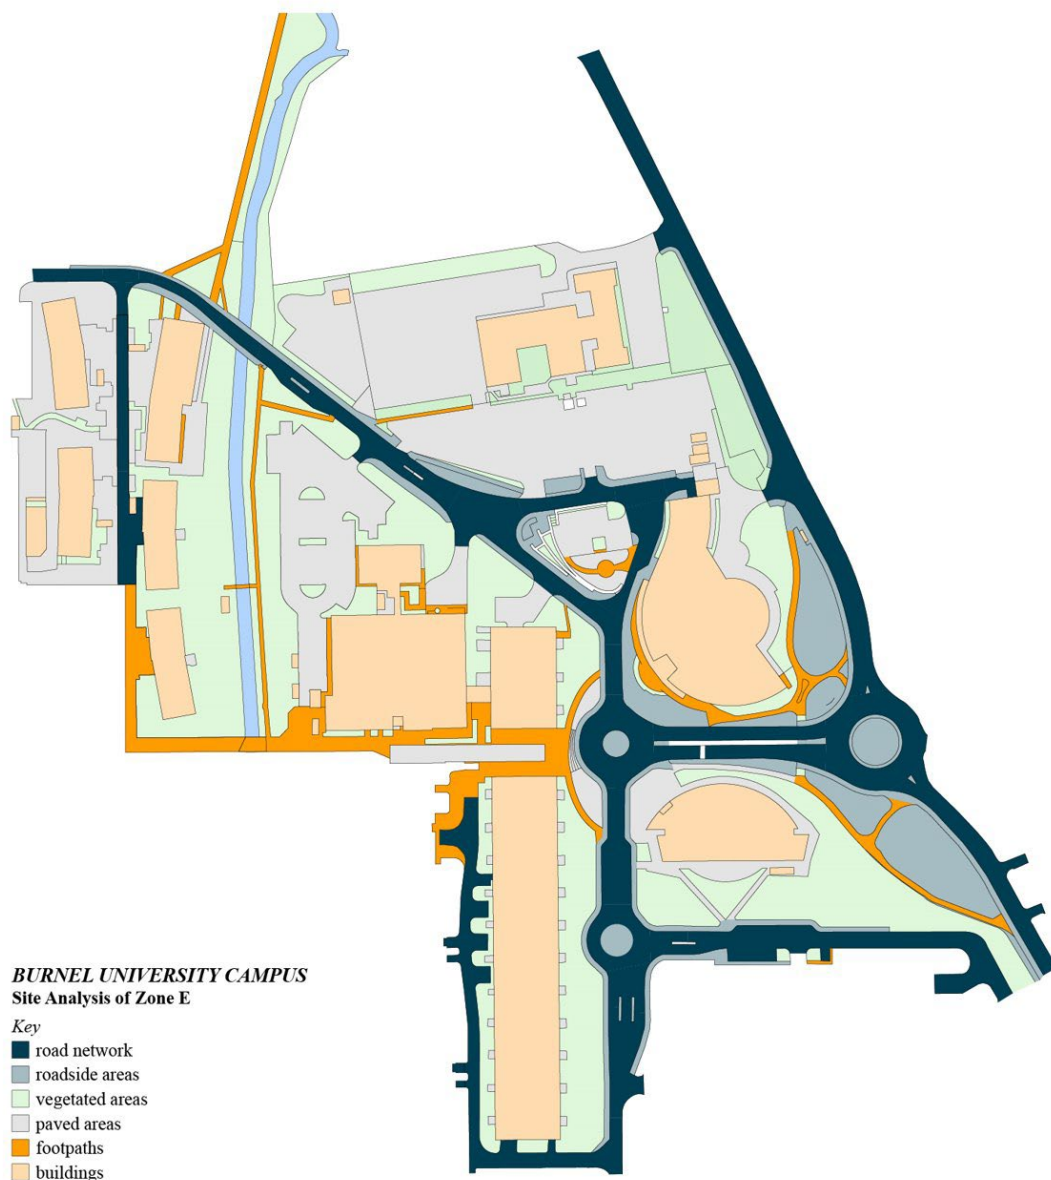 BURNEL UNIVERSITY CAMPUS
Site Analysis of Zone E
Key
road network
roadside areas
vegetated areas
paved areas
footpaths
buildings